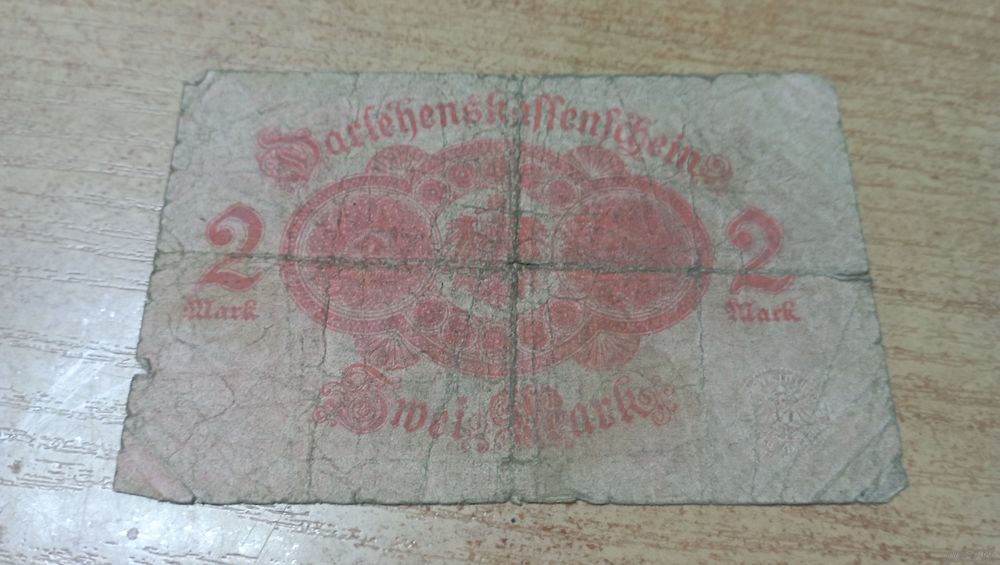 Darlehenskassenschein
2 2
Mark Mark
Zwei Mark